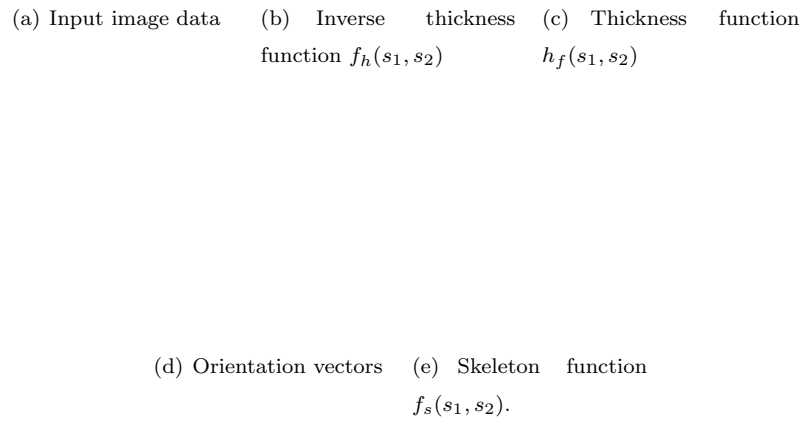 (a) Input image data
(b) Inverse thickness
function f_h(s_1, s_2)
(c) Thickness function
h_f(s_1, s_2)
(d) Orientation vectors
(e) Skeleton function
f_s(s_1, s_2).